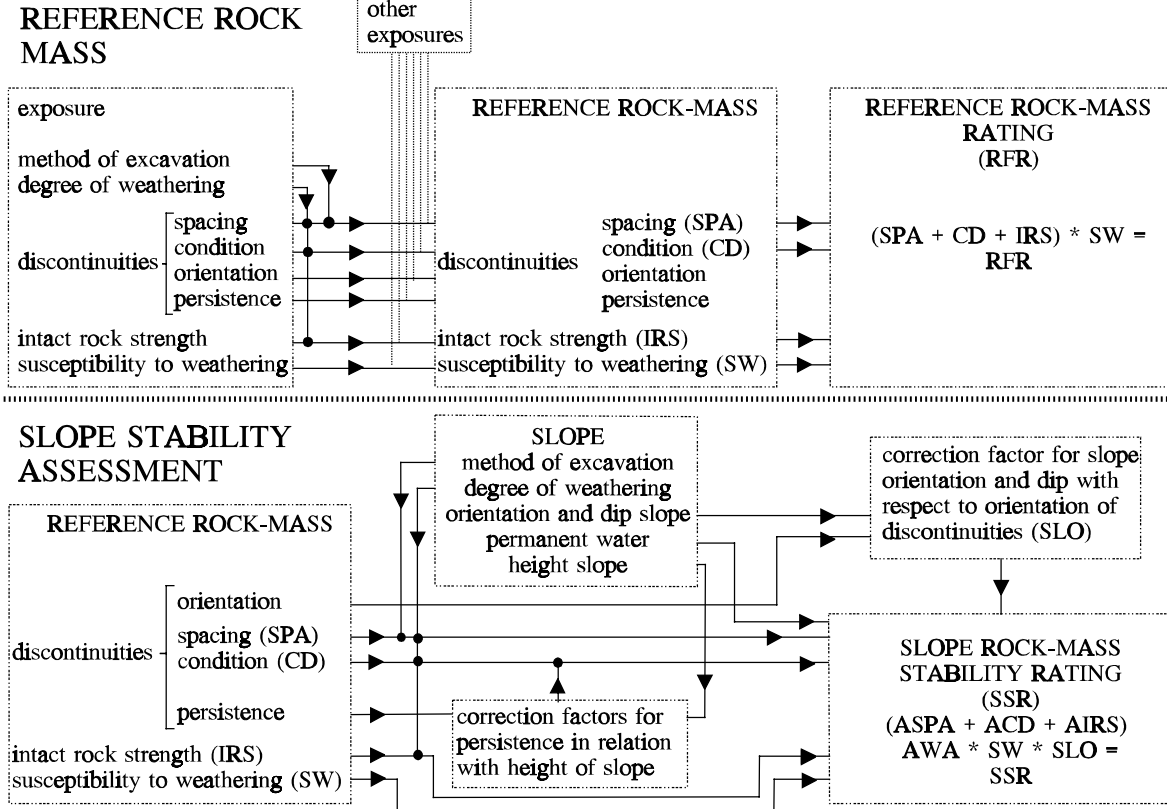 REFERENCE ROCK
MASS
other
exposures
exposure
method of excavation
degree of weathering
discontinuities
spacing
condition
orientation
persistence
intact rock strength
susceptibility to weathering
REFERENCE ROCK-MASS
discontinuities
spacing (SPA)
condition (CD)
orientation
persistence
intact rock strength (IRS)
susceptibility to weathering (SW)
REFERENCE ROCK-MASS
RATING
(RFR)
(SPA + CD + IRS) * SW =
RFR
SLOPE STABILITY
ASSESSMENT
REFERENCE ROCK-MASS
discontinuities
orientation
spacing (SPA)
condition (CD)
persistence
intact rock strength (IRS)
susceptibility to weathering (SW)
SLOPE
method of excavation
degree of weathering
orientation and dip slope
permanent water
height slope
correction factors for
persistence in relation
with height of slope
correction factor for slope
orientation and dip with
respect to orientation of
discontinuities (SLO)
SLOPE ROCK-MASS
STABILITY RATING
(SSR)
(ASPA + ACD + AIRS)
AWA * SW * SLO =
SSR